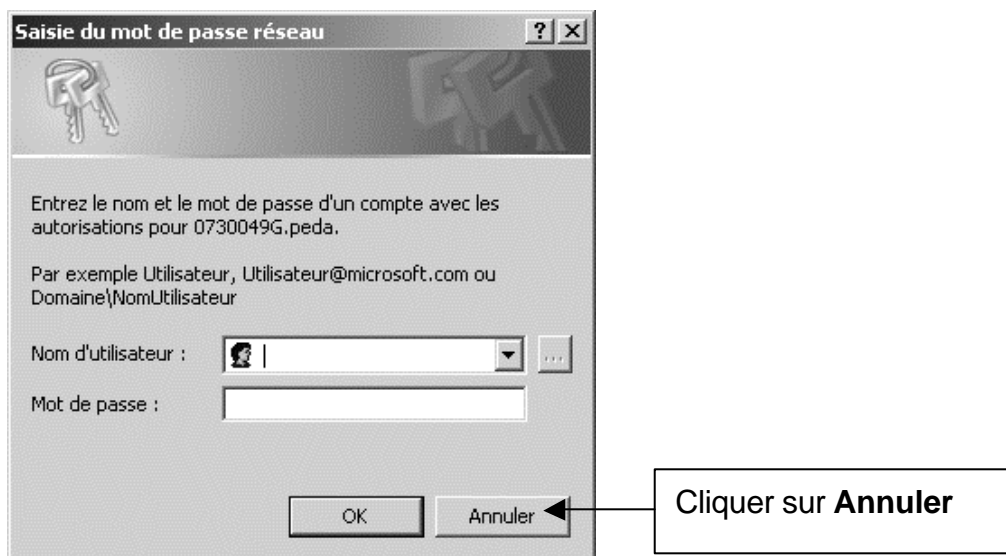 Saisie du mot de passe réseau
Entrez le nom et le mot de passe d'un compte avec les
autorisations pour 0730049G.peda.
Par exemple Utilisateur, Utilisateur@microsoft.com ou
Domaine\NomUtilisateur
Nom d'utilisateur :
...
Mot de passe :
OK
Annuler
Cliquer sur Annuler